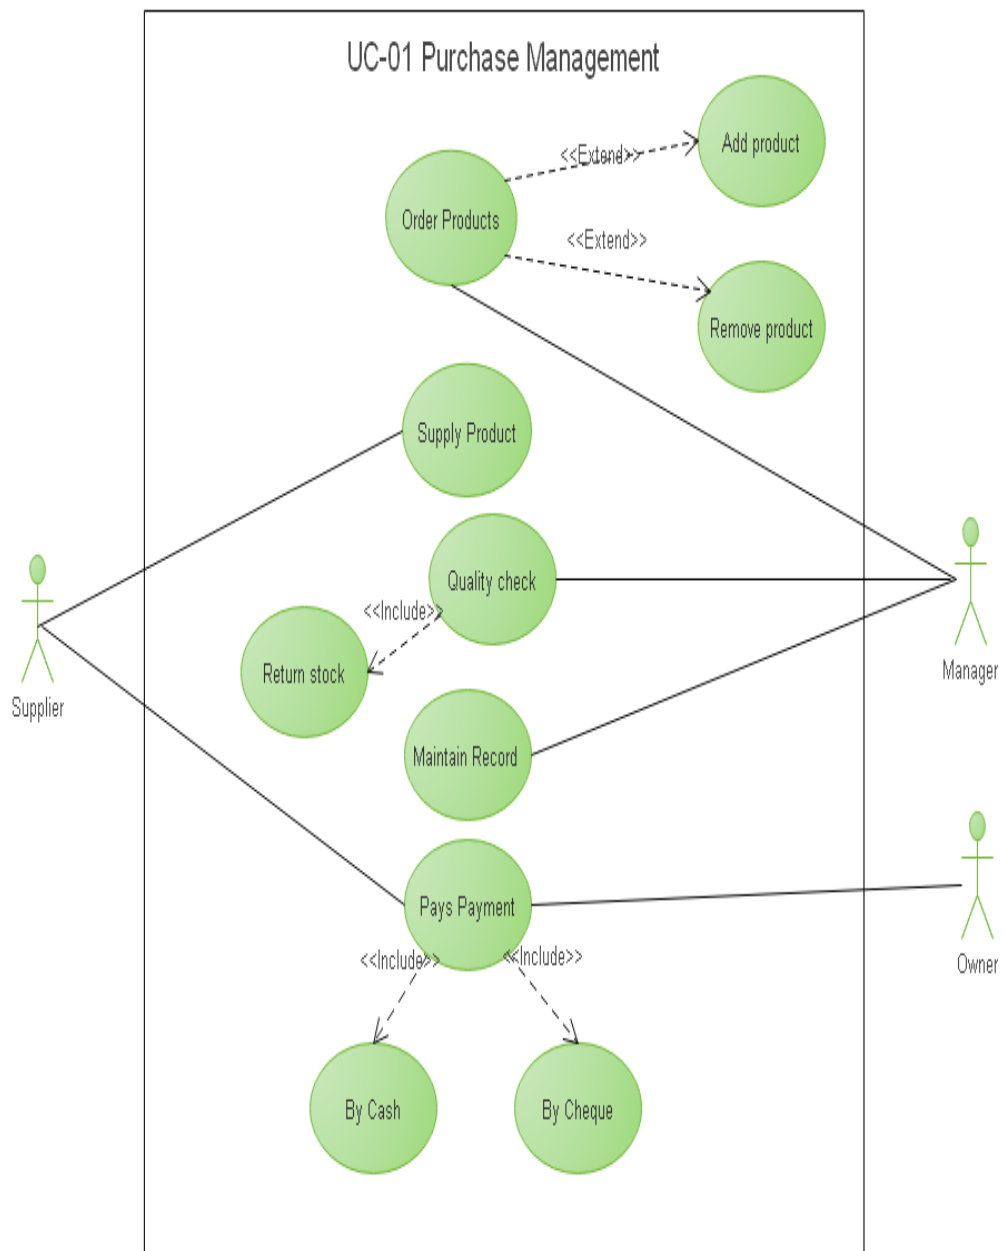 UC-01 Purchase Management
Add product
<<Extend>>
Order Products
<<Extend>>
Remove product
Supply Product
Quality check
<<Include>>
Return stock
Manager
Supplier
Maintain Record
Pays Payment
<<Include>>
<<Include>>
Owner
By Cash
By Cheque